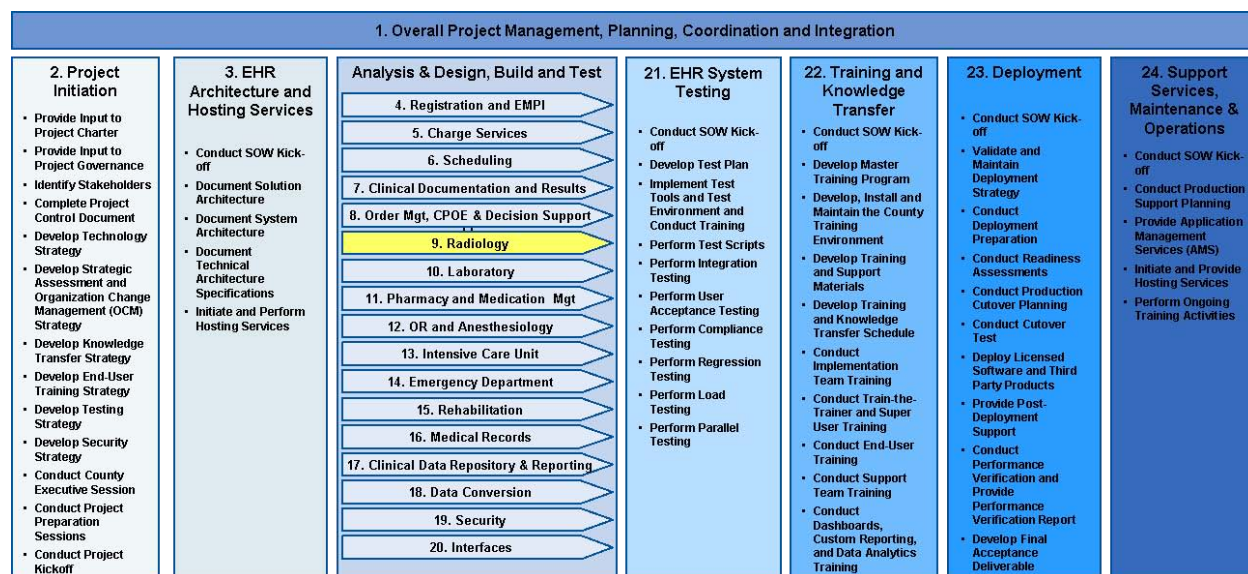 1. Overall Project Management, Planning, Coordination and Integration
2. Project
Initiation
• Provide Input to
Project Charter
• Provide Input to
Project Governance
• Identify Stakeholders
• Complete Project
Control Document
• Develop Technology
Strategy
• Develop Strategic
Assessment and
Organization Change
Management (OCM)
Strategy
• Develop Knowledge
Transfer Strategy
• Develop End-User
Training Strategy
• Develop Testing
Strategy
• Develop Security
Strategy
• Conduct County
Executive Session
• Conduct Project
Preparation
Sessions
• Conduct Project
Kickoff
3. EHR
Architecture and
Hosting Services
• Conduct SOW Kick-
off
• Document Solution
Architecture
• Document System
Architecture
• Document
Technical
Architecture
Specifications
• Initiate and Perform
Hosting Services
Analysis & Design, Build and Test
4. Registration and EMPI
5. Charge Services
6. Scheduling
7. Clinical Documentation and Results
8. Order Mgt, CPOE & Decision Support
9. Radiology
10. Laboratory
11. Pharmacy and Medication Mgt
12. OR and Anesthesiology
13. Intensive Care Unit
14. Emergency Department
15. Rehabilitation
16. Medical Records
17. Clinical Data Repository & Reporting
18. Data Conversion
19. Security
20. Interfaces
21. EHR System
Testing
• Conduct SOW Kick-
off
• Develop Test Plan
• Implement Test
Tools and Test
Environment and
Conduct Training
• Perform Test Scripts
• Perform Integration
Testing
• Perform User
Acceptance Testing
• Perform Compliance
Testing
• Perform Regression
Testing
• Perform Load
Testing
• Perform Parallel
Testing
22. Training and
Knowledge
Transfer
• Conduct SOW Kick-
off
• Develop Master
Training Program
• Develop, Install and
Maintain the County
Training
Environment
• Develop Training
and Support
Materials
• Develop Training
and Knowledge
Transfer Schedule
• Conduct
Implementation
Team Training
• Conduct Train-the-
Trainer and Super
User Training
• Conduct End-User
Training
• Conduct Support
Team Training
• Conduct
Dashboards,
Custom Reporting,
and Data Analytics
Training
23. Deployment
• Conduct SOW Kick-
off
• Validate and
Maintain
Deployment
Strategy
• Conduct
Deployment
Preparation
• Conduct Readiness
Assessments
• Conduct Production
Cutover Planning
• Conduct Cutover
Test
• Deploy Licensed
Software and Third
Party Products
• Provide Post-
Deployment
Support
• Conduct
Performance
Verification and
Provide
Performance
Verification Report
• Develop Final
Acceptance
Deliverable
24. Support
Services,
Maintenance &
Operations
• Conduct SOW Kick-
off
• Conduct Production
Support Planning
• Provide Application
Management
Services (AMS)
• Initiate and Provide
Hosting Services
• Perform Ongoing
Training Activities